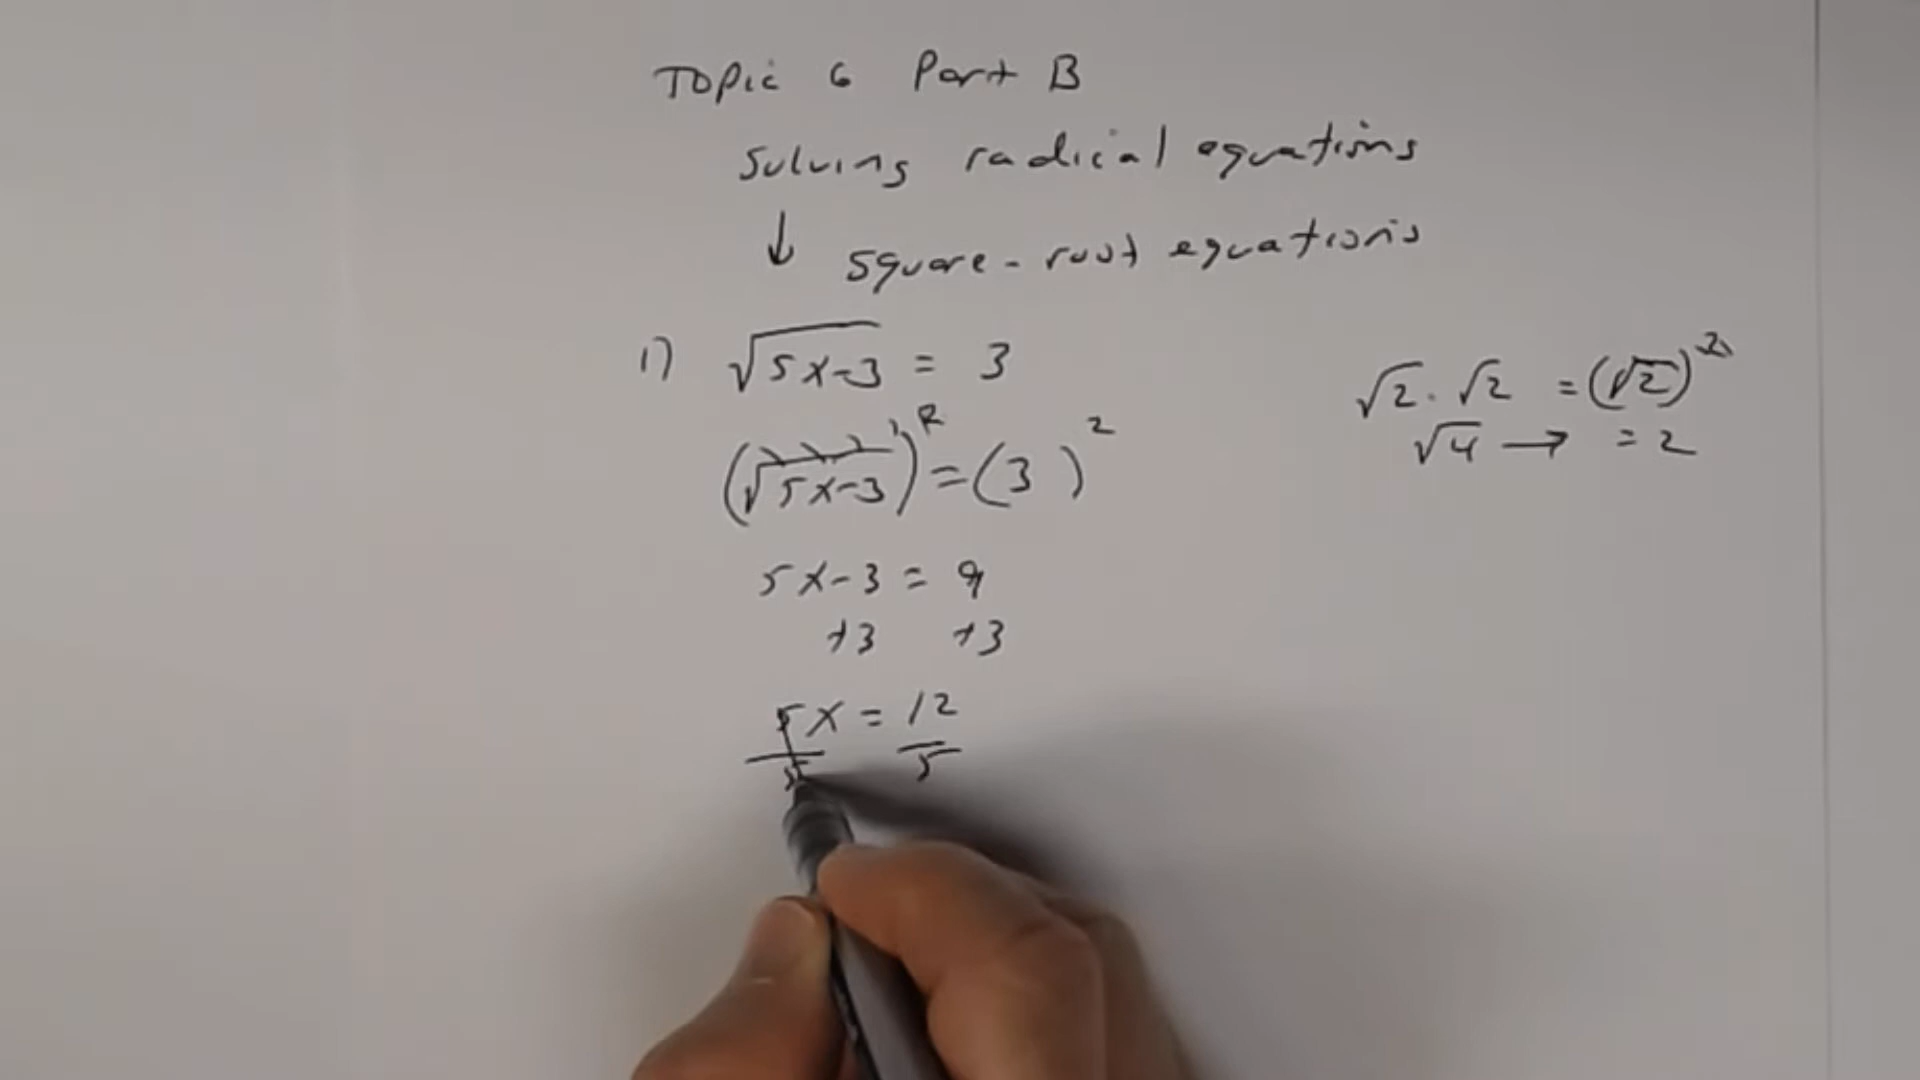 Topic 6 Part B
Solving radical equations
↓ square-root equations
1) √5x-3 = 3
(√5x-3)² = (3)²
5x-3 = 9
+3 +3
5x = 12
5 5
√2 · √2 = (√2)²
√4 → = 2